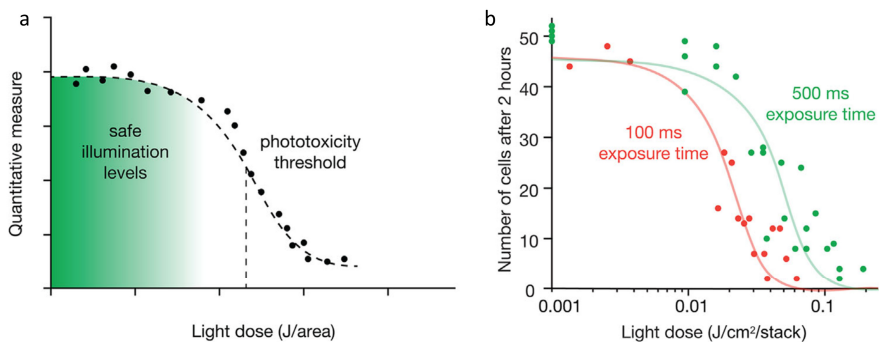 a
Quantitative measure
safe
illumination
levels
phototoxicity
threshold
Light dose (J/area)
b
Number of cells after 2 hours
50
40
30
20
10
0
500 ms
exposure time
100 ms
exposure time
0.001
0.01
0.1
Light dose (J/cm²/stack)